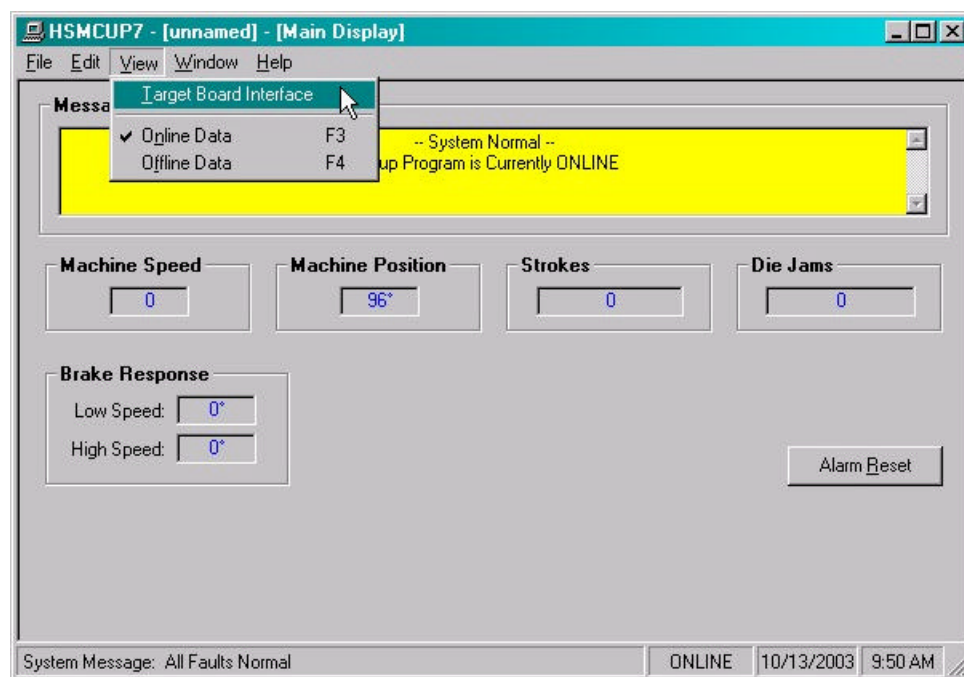 HSMCUP7 - [unnamed] - [Main Display]
File Edit View Window Help
Target Board Interface
Online Data F3
Offline Data F4
Messa
-- System Normal --
up Program is Currently ONLINE
Machine Speed
0
Machine Position
96°
Strokes
0
Die Jams
0
Brake Response
Low Speed: 0°
High Speed: 0°
Alarm Reset
System Message: All Faults Normal
ONLINE
10/13/2003
9:50 AM